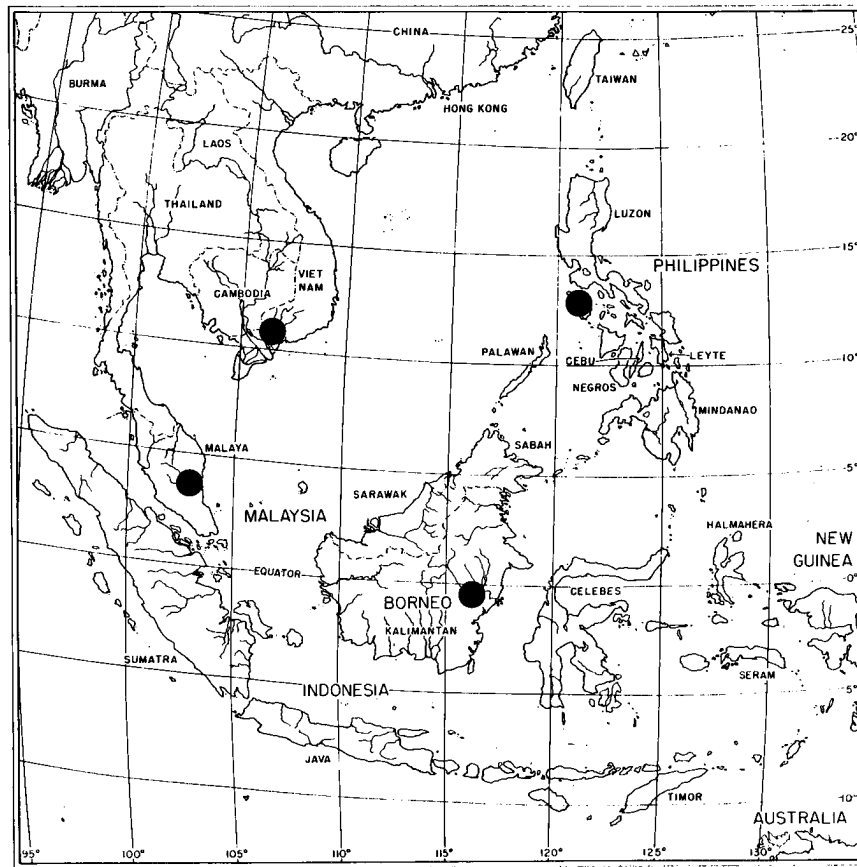 CHINA
25°
BURMA
TAIWAN
HONG KONG
LAOS
20°
THAILAND
LUZON
VIET
NAM
15°
PHILIPPINES
CAMBODIA
PALAWAN
CEBU
LEYTE
10°
NEGROS
MINDANAO
MALAYA
SABAH
5°
SARAWAK
MALAYSIA
HALMAHERA
NEW
GUINEA
EQUATOR
0°
BORNEO
CELEBES
KALIMANTAN
SUMATRA
SERAM
INDONESIA
5°
JAVA
TIMOR
10°
AUSTRALIA
95° 100° 105° 110° 115° 120° 125° 130°